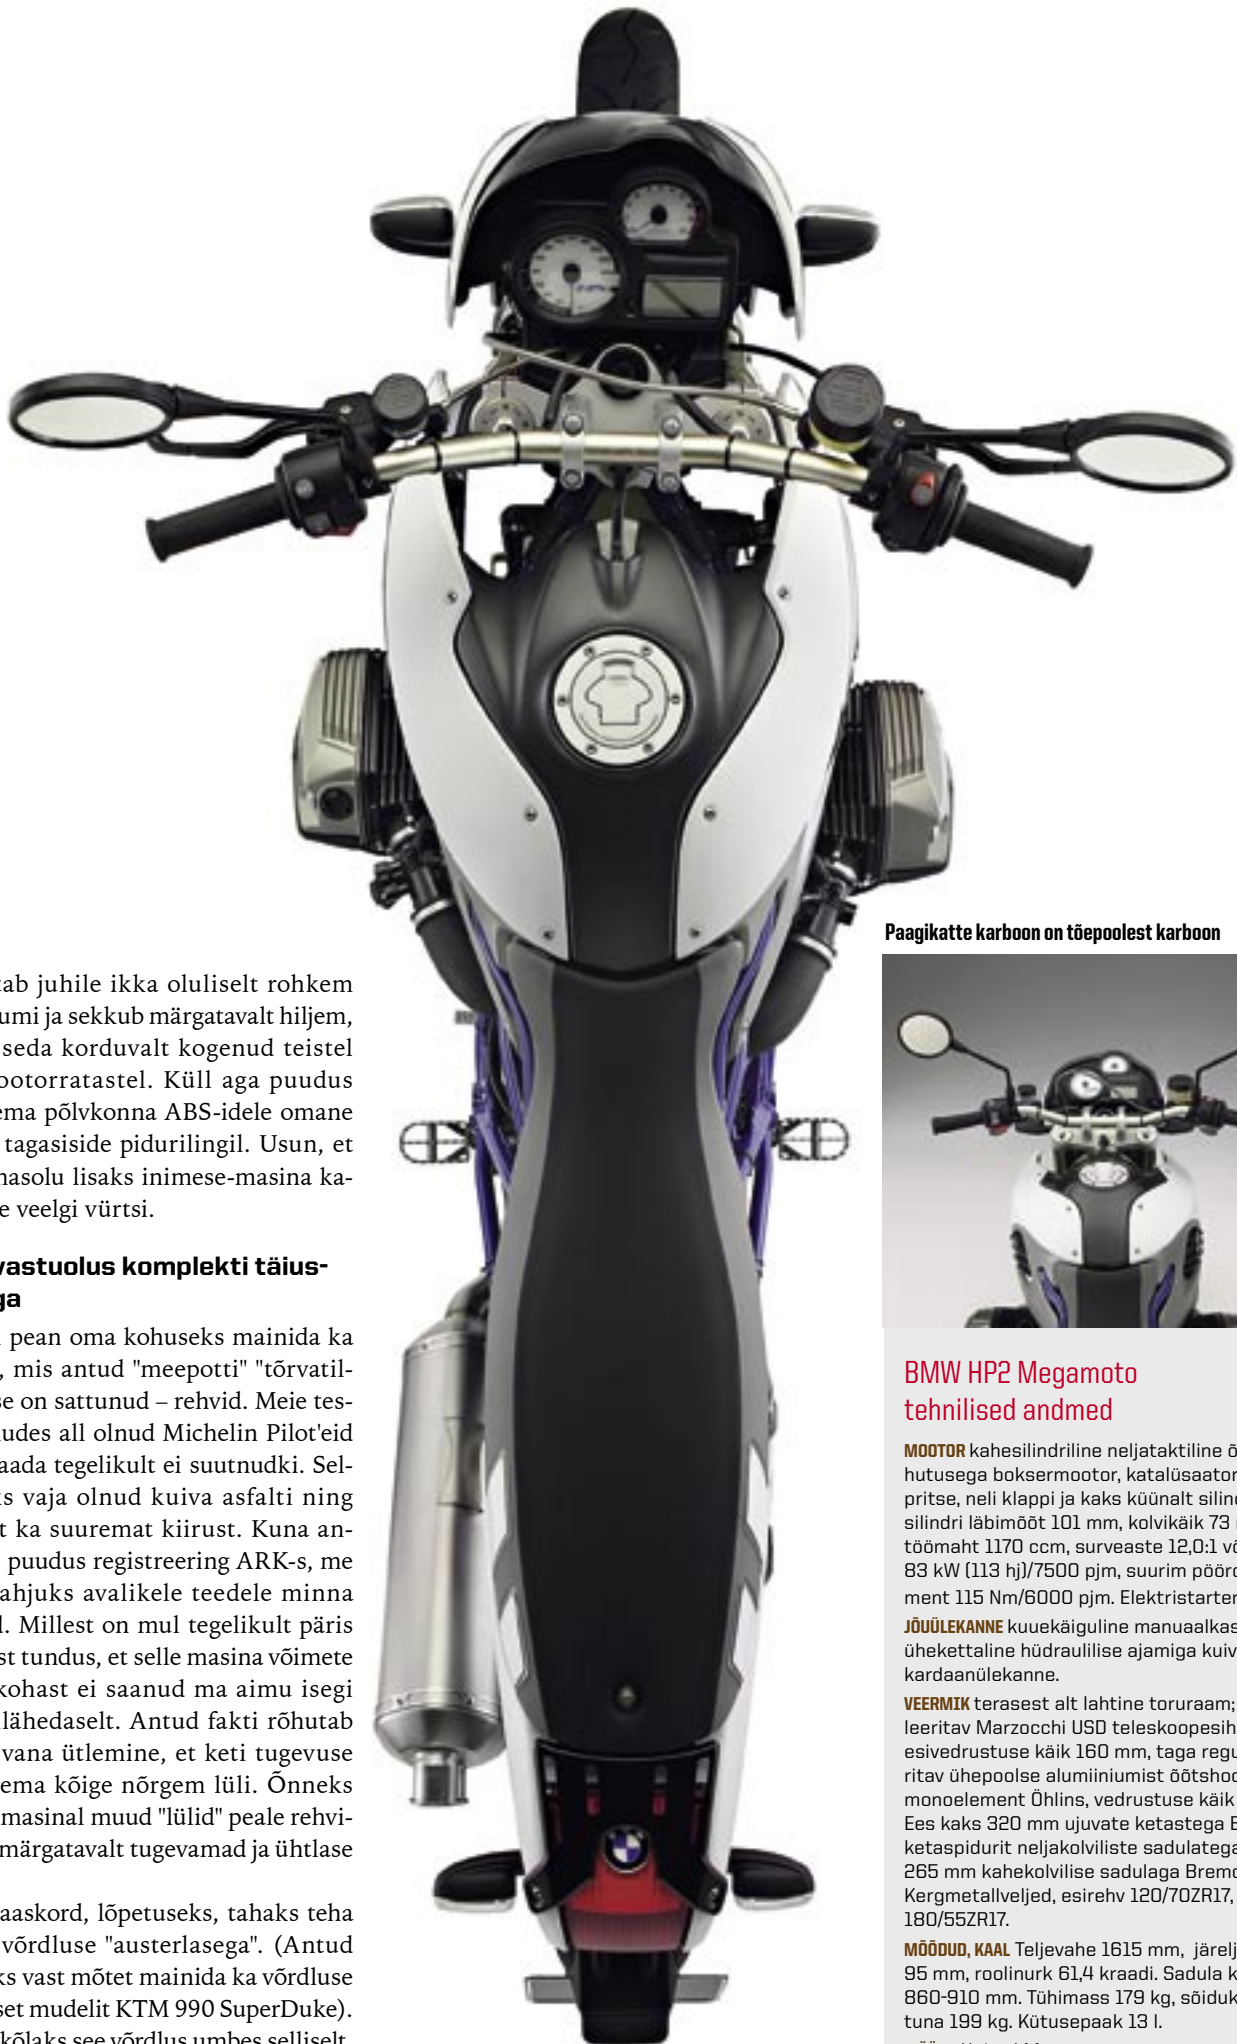 tab juhile ikka oluliselt rohkem
umi ja sekkub märgatavalt hiljem,
seda korduvalt kogenud teistel
ootorratastel. Küll aga puudus
ema põlvkonna ABS-idele omane
tagasiside pidurilingil. Usun, et
nasolu lisaks inimese-masina ka-
e veelgi vürtsi.
vastuolus komplekti täius-
ga
pean oma kohuseks mainida ka
, mis antud "meepotti" "tõrvatil-
se on sattunud – rehvid. Meie tes-
udes all olnud Michelin Pilot'eid
aada tegelikult ei suutnudki. Sel-
ks vaja olnud kuiva asfalti ning
t ka suuremat kiirust. Kuna an-
puudus registreering ARK-s, me
ahjuks avalikele teedele minna
l. Millest on mul tegelikult päris
st tundus, et selle masina võimete
kohast ei saanud ma aimu isegi
lähedaselt. Antud fakti rõhutab
vana ütlemine, et keti tugevuse
ema kõige nõrgem lüli. Õnneks
masinal muud "lülid" peale rehvi-
märgatavalt tugevamad ja ühtlase
aaskord, lõpetuseks, tahaks teha
võrdluse "austerlasega". (Antud
ks vast mõtet mainida ka võrdluse
set mudelit KTM 990 SuperDuke).
kõlaks see võrdlus umbes selliselt
Paagikatte karboon on tõepoolest karboon
BMW HP2 Megamoto
tehnilised andmed
MOOTOR kahesilindriline neljataktiline õ
hutusega boksermootor, katalüsaator
pritse, neli klappi ja kaks küünalt silin
silindri läbimõõt 101 mm, kolvikäik 73
töömaht 1170 ccm, surveaste 12,0:1 võ
83 kW (113 hj)/7500 pjm, suurim pöörd
ment 115 Nm/6000 pjm. Elektristarter
JÕUÜLEKANNE kuuekäiguline manuaalkas
ühekettaline hüdraulilise ajamiga kuiv
kardaanülekanne.
VEERMIK terasest alt lahtine toruraam;
leeritav Marzocchi USD teleskoopesih
esivedrustuse käik 160 mm, taga regu
ritav ühepoolse alumiiniumist õõtshoo
monoelement Öhlins, vedrustuse käik
Ees kaks 320 mm ujuvate ketastega B
ketaspidurit neljakolviliste sadulatega
265 mm kahekolvilise sadulaga Bremb
Kergmetallveljed, esirehv 120/70ZR17,
180/55ZR17.
MÕÕDUD, KAAL Teljevahe 1615 mm, järelj
95 mm, roolinurk 61,4 kraadi. Sadula k
860-910 mm. Tühimass 179 kg, sõiduk
tuna 199 kg. Kütusepaak 13 l.